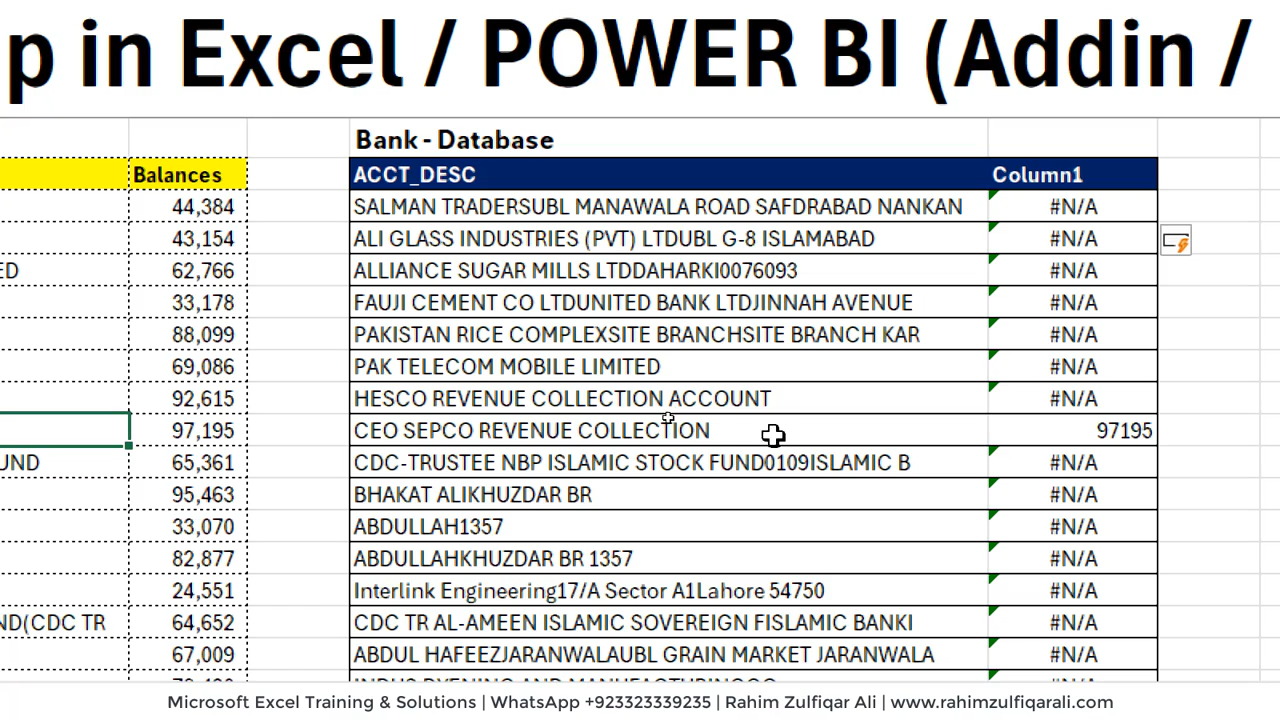 p in Excel / POWER BI (Addin /
Bank - Database
Balances ACCT_DESC Column1
44,384 SALMAN TRADERSUBL MANAWALA ROAD SAFDRABAD NANKAN #N/A
43,154 ALI GLASS INDUSTRIES (PVT) LTDUBL G-8 ISLAMABAD #N/A
ED 62,766 ALLIANCE SUGAR MILLS LTDDAHARKI0076093 #N/A
33,178 FAUJI CEMENT CO LTDUNITED BANK LTDJINNAH AVENUE #N/A
88,099 PAKISTAN RICE COMPLEXSITE BRANCHSITE BRANCH KAR #N/A
69,086 PAK TELECOM MOBILE LIMITED #N/A
92,615 HESCO REVENUE COLLECTION ACCOUNT #N/A
97,195 CEO SEPCO REVENUE COLLECTION 97195
UND 65,361 CDC-TRUSTEE NBP ISLAMIC STOCK FUND0109ISLAMIC B #N/A
95,463 BHAKAT ALIKHUZDAR BR #N/A
33,070 ABDULLAH1357 #N/A
82,877 ABDULLAHKHUZDAR BR 1357 #N/A
24,551 Interlink Engineering17/A Sector A1Lahore 54750 #N/A
ND(CDC TR 64,652 CDC TR AL-AMEEN ISLAMIC SOVEREIGN FISLAMIC BANKI #N/A
67,009 ABDUL HAFEEZJARANWALAUBL GRAIN MARKET JARANWALA #N/A
Microsoft Excel Training & Solutions | WhatsApp +923323339235 | Rahim Zulfiqar Ali | www.rahimzulfiqarali.com